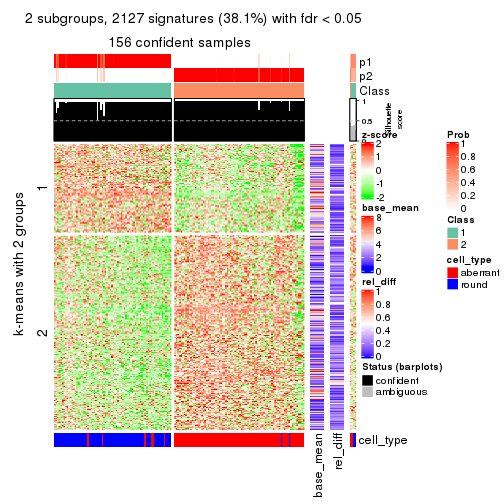 2 subgroups, 2127 signatures (38.1%) with fdr < 0.05
156 confident samples
p1
p2
Class
1
0.5
0
Silhouette
score
k-means with 2 groups
1
2
cell_type
base_mean
rel_diff
z-score
2
1
0
-1
-2
base_mean
8
6
4
2
0
rel_diff
1
0.8
0.6
0.4
0.2
0
Status (barplots)
confident
ambiguous
Prob
1
0.8
0.6
0.4
0.2
0
Class
1
2
cell_type
aberrant
round